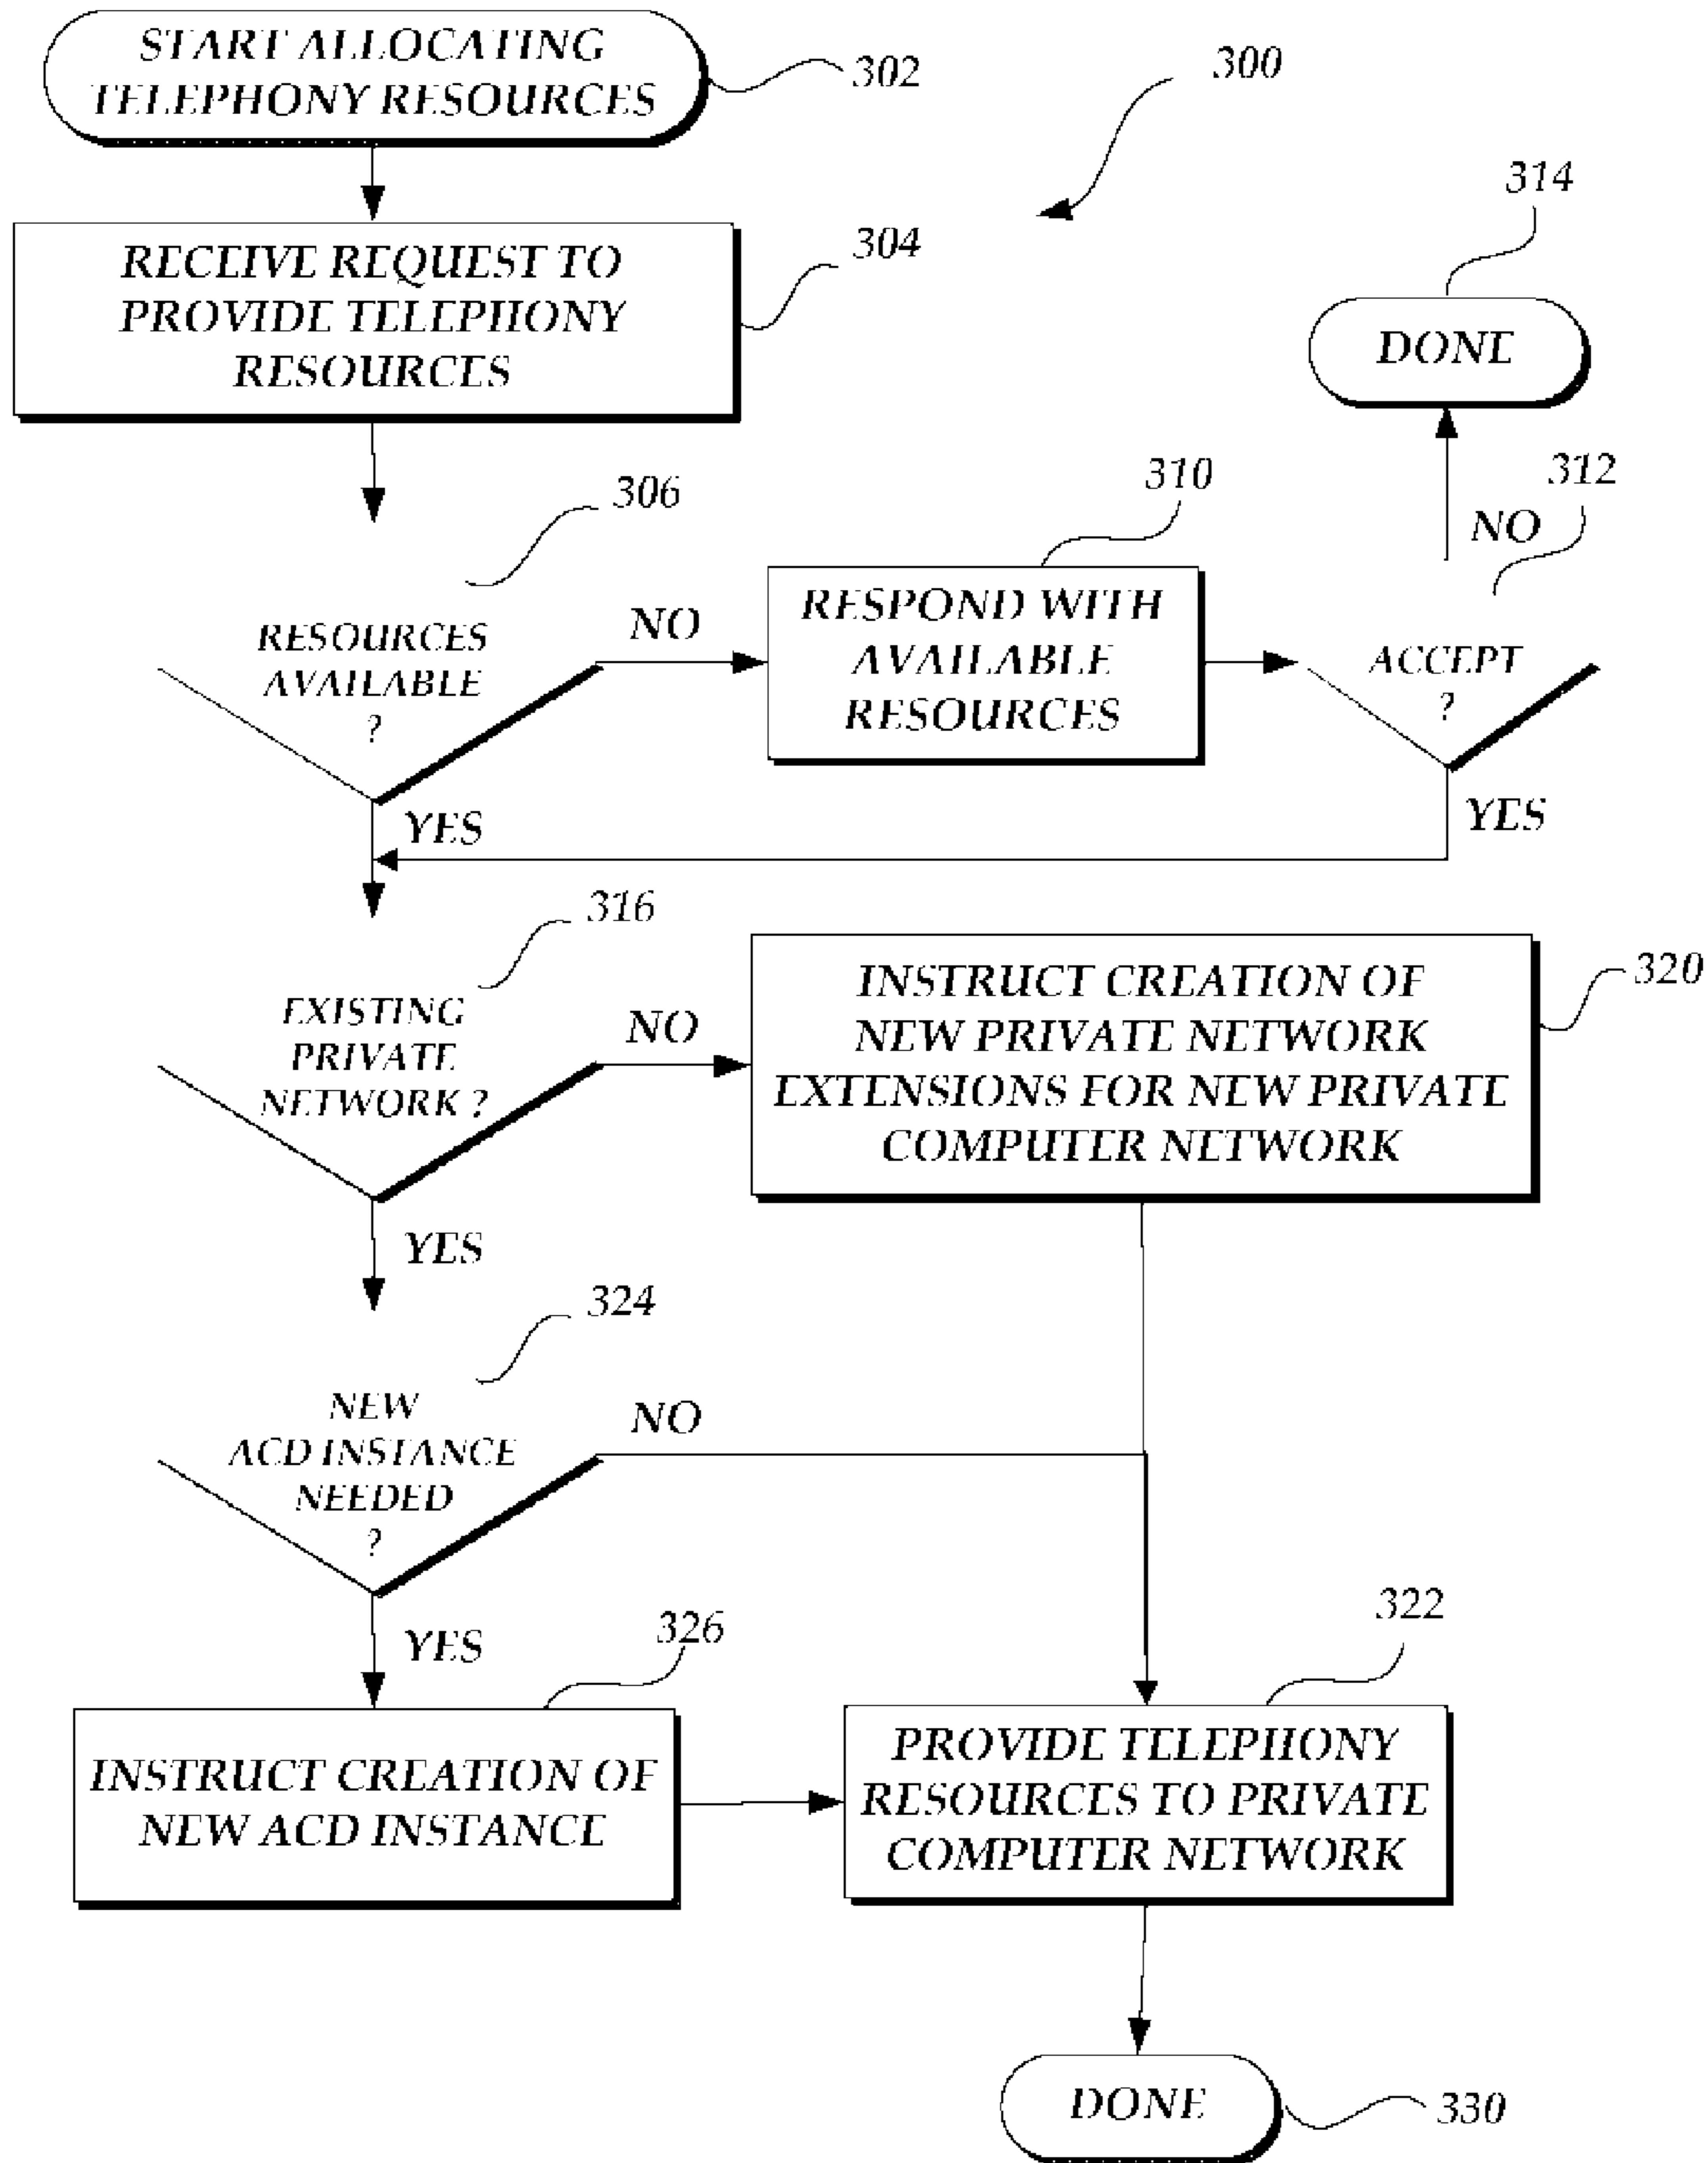 START ALLOCATING
TELEPHONY RESOURCES
302
300
RECEIVE REQUEST TO
PROVIDE TELEPHONY
RESOURCES
304
314
DONE
306
310
312
NO
RESOURCES
AVAILABLE
?
NO
RESPOND WITH
AVAILABLE
RESOURCES
ACCEPT
?
YES
YES
316
EXISTING
PRIVATE
NETWORK ?
NO
INSTRUCT CREATION OF
NEW PRIVATE NETWORK
EXTENSIONS FOR NEW PRIVATE
COMPUTER NETWORK
320
YES
324
NEW
ACD INSTANCE
NEEDED
?
NO
YES
326
322
INSTRUCT CREATION OF
NEW ACD INSTANCE
PROVIDE TELEPHONY
RESOURCES TO PRIVATE
COMPUTER NETWORK
DONE
330